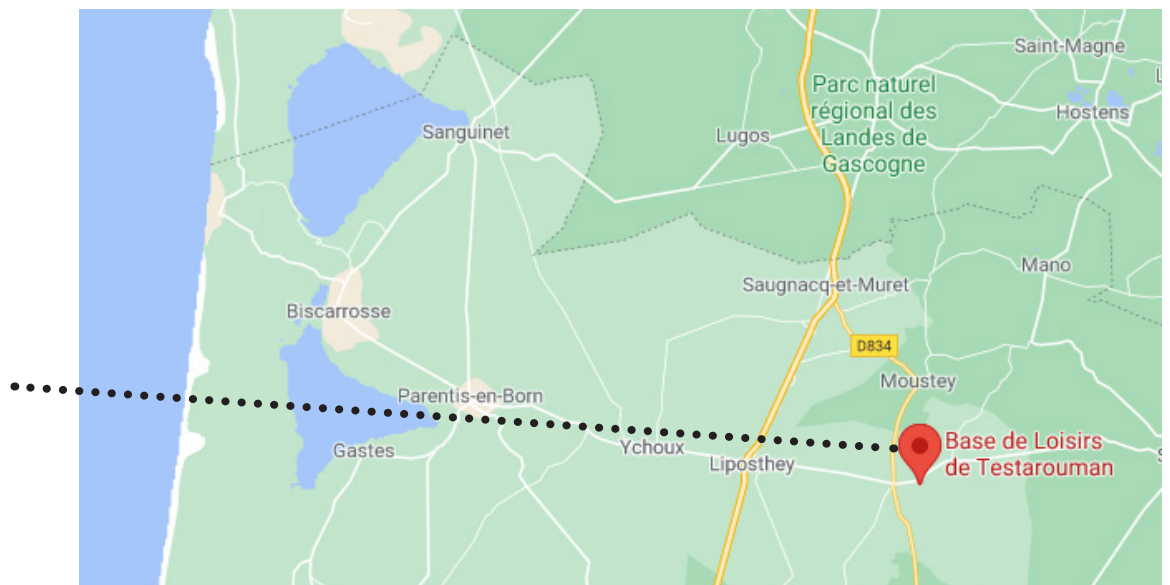 Saint-Magne
Parc naturel
régional des
Landes de
Gascogne
Hostens
Sanguinet
Lugos
Mano
Saugnacq-et-Muret
Biscarrosse
D834
Moustey
Parentis-en-Born
Base de Loisirs
de Testarouman
Gastes
Ychoux
Liposthey